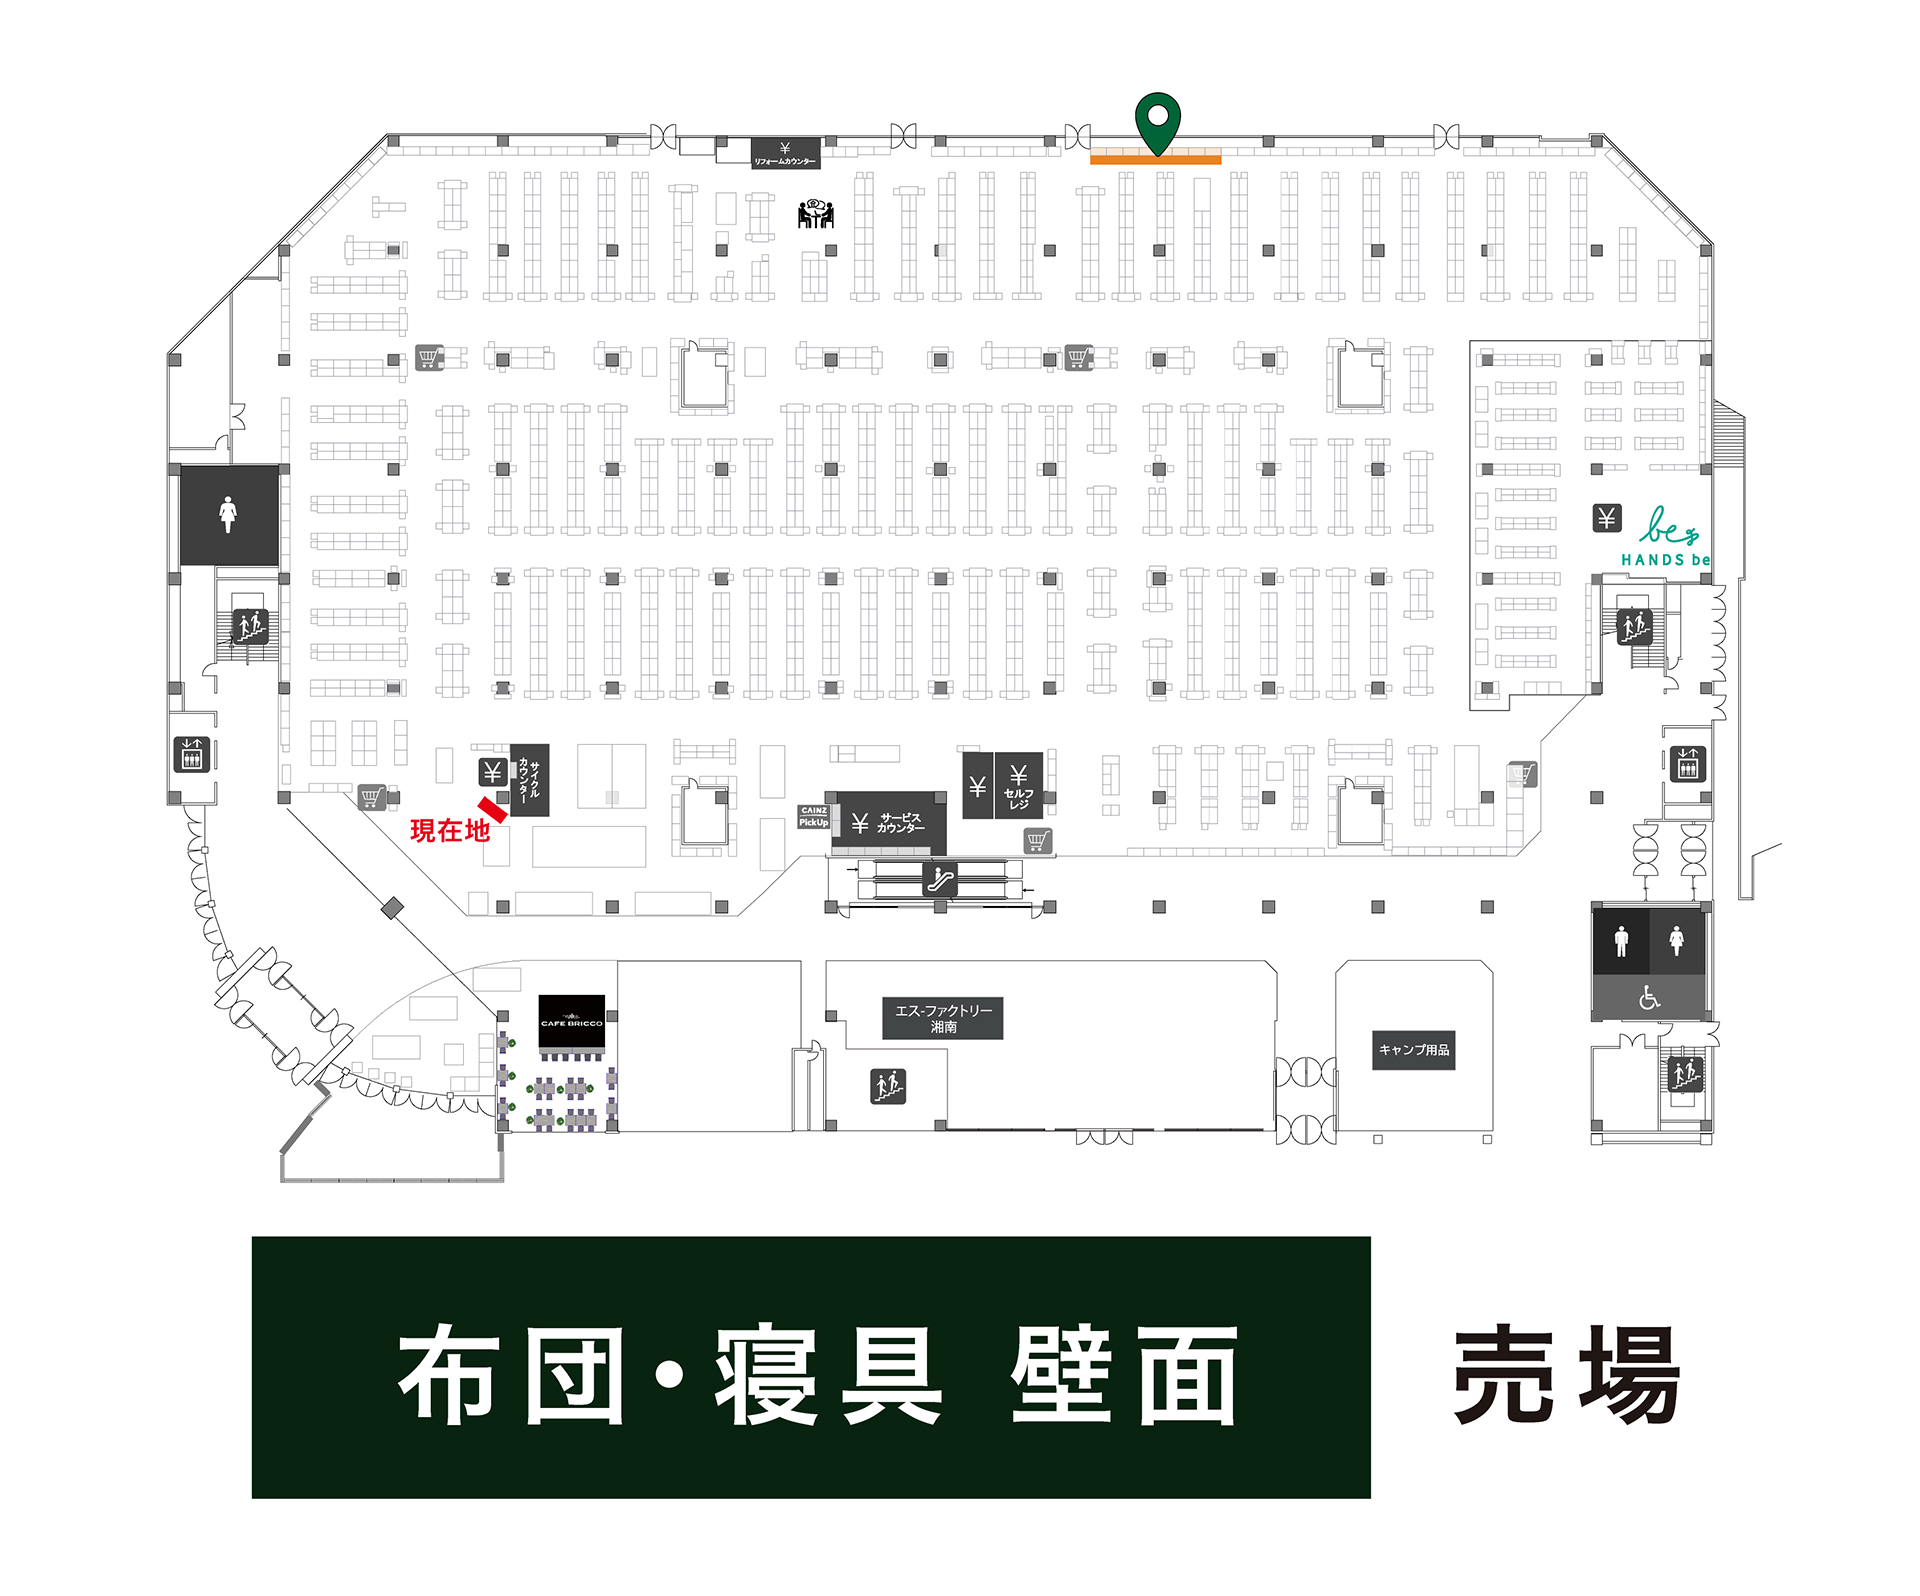 ¥
リフォームカウンター
¥
be
HANDS be
¥
サイクル
カウンター
現在地
CAINZ
PickUp
¥
サービス
カウンター
¥
¥
セルフ
レジ
CAFE BRICCO
エス-ファクトリー
湘南
キャンプ用品
布団・寝具 壁面
売場